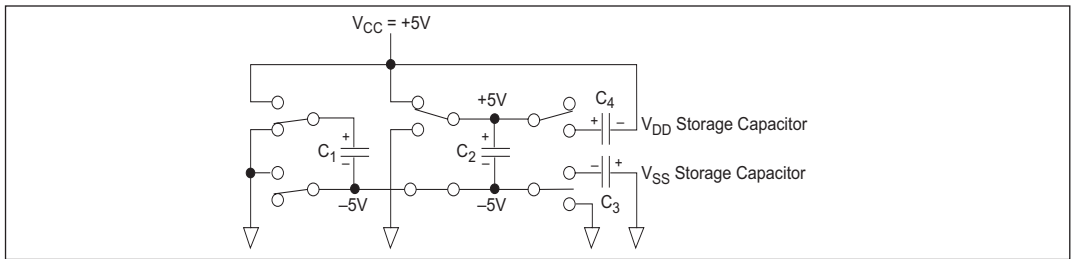 V_CC = +5V
+5V
C_4
+ –
V_DD Storage Capacitor
+
C_1
–
+
C_2
–
– +
V_SS Storage Capacitor
C_3
–5V
–5V